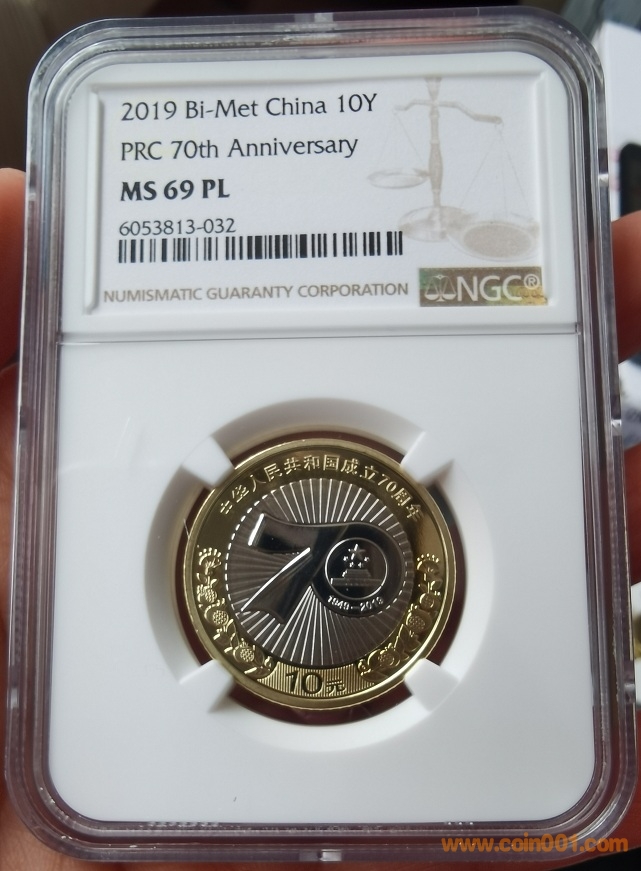 2019 Bi-Met China 10Y
PRC 70th Anniversary
MS 69 PL
6053813-032
NUMISMATIC GUARANTY CORPORATION
NGC®
中华人民共和国成立70周年
70
1949—2019
10元
www.coin001.com